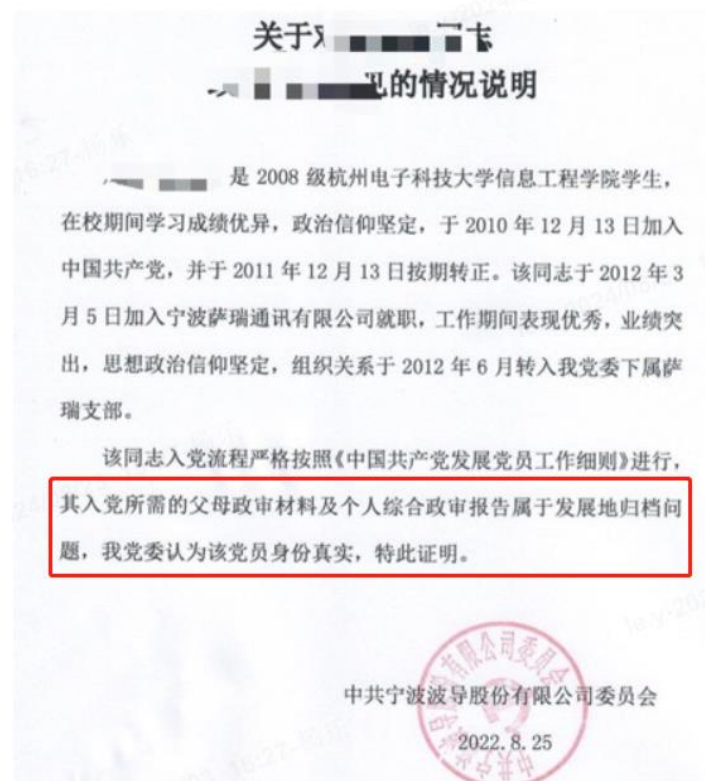 关于
的情况说明
是 2008 级杭州电子科技大学信息工程学院学生，
在校期间学习成绩优异，政治信仰坚定，于 2010 年 12 月 13 日加入
中国共产党，并于 2011 年 12 月 13 日按期转正。该同志于 2012 年 3
月 5 日加入宁波萨瑞通讯有限公司就职，工作期间表现优秀，业绩突
出，思想政治信仰坚定，组织关系于 2012 年 6 月转入我党委下属萨
瑞支部。
该同志入党流程严格按照《中国共产党发展党员工作细则》进行，
其入党所需的父母政审材料及个人综合政审报告属于发展地归档问
题，我党委认为该党员身份真实，特此证明。
中共宁波波导股份有限公司委员会
2022.8.25